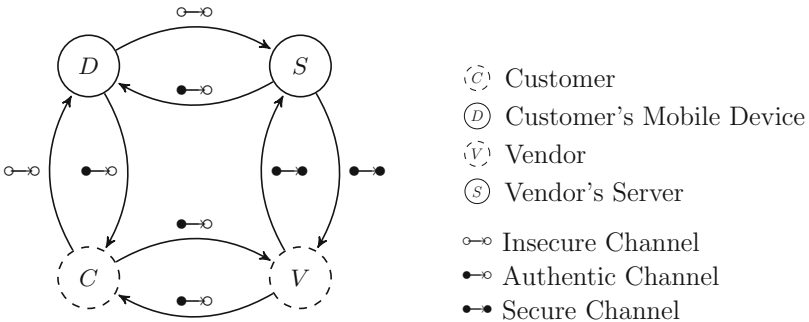 D
S
C
V
C Customer
D Customer's Mobile Device
V Vendor
S Vendor's Server
Insecure Channel
Authentic Channel
Secure Channel